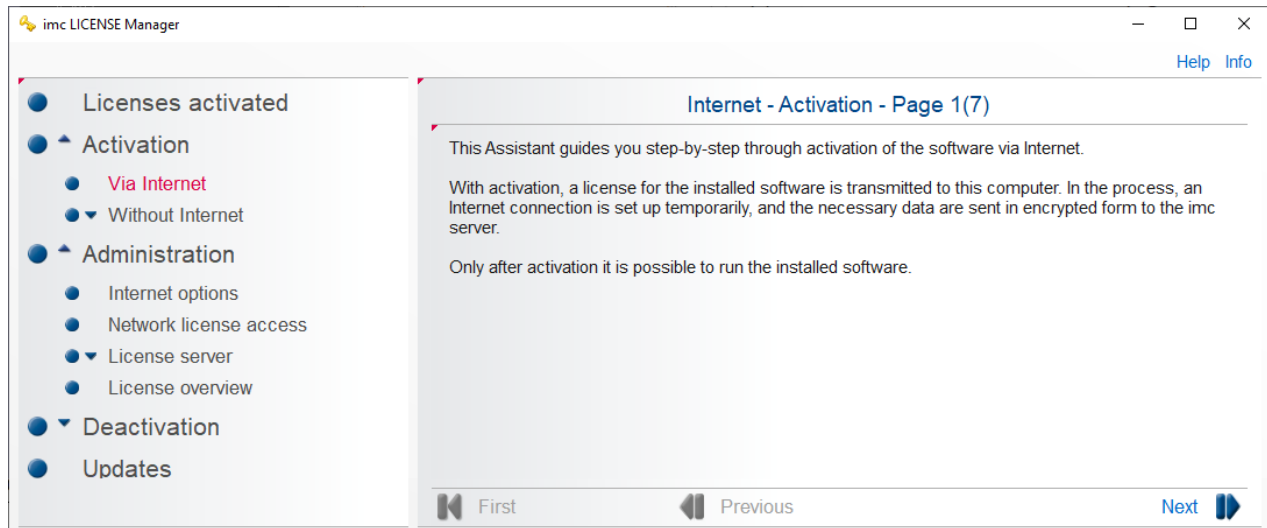 imc LICENSE Manager
Help Info
Licenses activated
Activation
Via Internet
Without Internet
Administration
Internet options
Network license access
License server
License overview
Deactivation
Updates
Internet - Activation - Page 1(7)
This Assistant guides you step-by-step through activation of the software via Internet.
With activation, a license for the installed software is transmitted to this computer. In the process, an
Internet connection is set up temporarily, and the necessary data are sent in encrypted form to the imc
server.
Only after activation it is possible to run the installed software.
First Previous Next